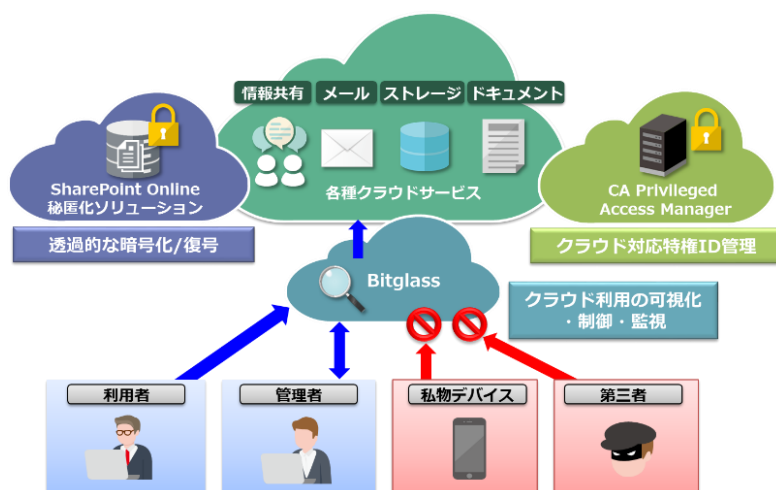 情報共有
メール
ストレージ
ドキュメント
各種クラウドサービス
SharePoint Online
秘匿化ソリューション
透過的な暗号化/復号
CA Privileged
Access Manager
クラウド対応特権ID管理
Bitglass
クラウド利用の可視化
・制御・監視
利用者
管理者
私物デバイス
第三者